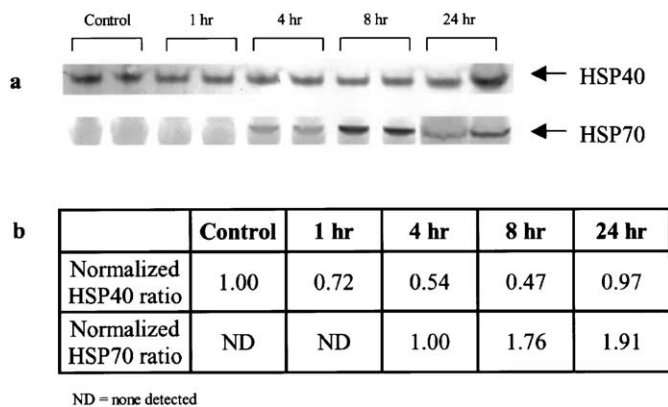 Control 1 hr 4 hr 8 hr 24 hr
a
HSP40
HSP70
b
Control 1 hr 4 hr 8 hr 24 hr
Normalized
HSP40 ratio
1.00 0.72 0.54 0.47 0.97
Normalized
HSP70 ratio
ND ND 1.00 1.76 1.91
ND = none detected